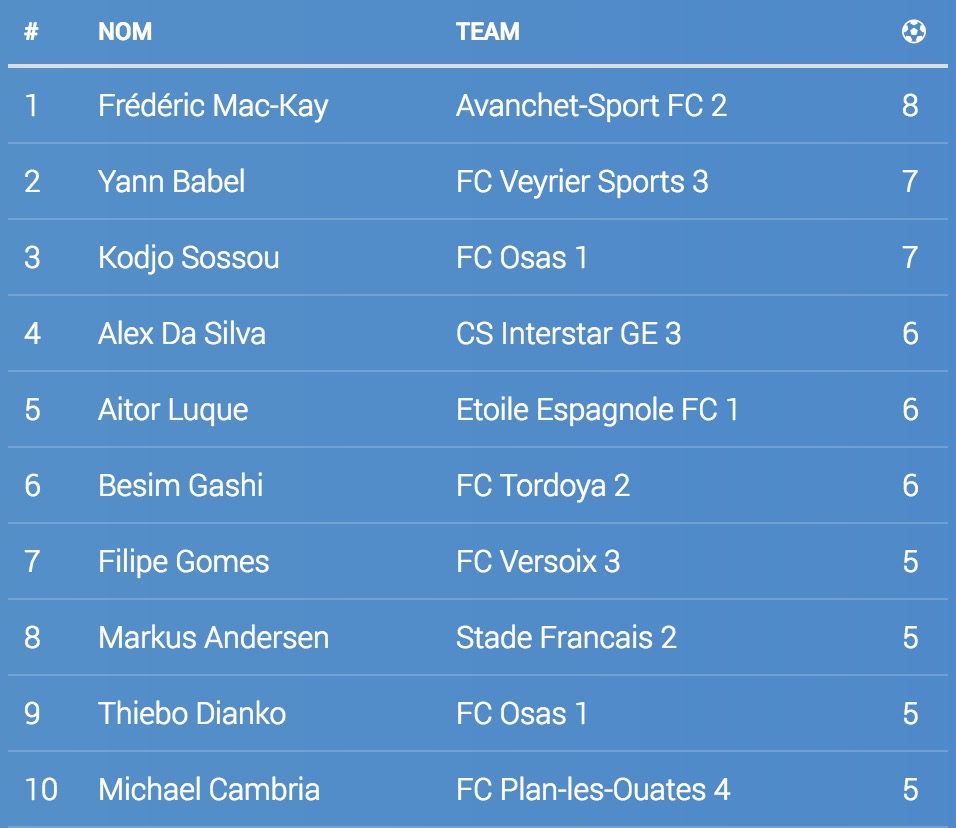 # NOM TEAM
1 Frédéric Mac-Kay Avanchet-Sport FC 2 8
2 Yann Babel FC Veyrier Sports 3 7
3 Kodjo Sossou FC Osas 1 7
4 Alex Da Silva CS Interstar GE 3 6
5 Aitor Luque Etoile Espagnole FC 1 6
6 Besim Gashi FC Tordoya 2 6
7 Filipe Gomes FC Versoix 3 5
8 Markus Andersen Stade Francais 2 5
9 Thiebo Dianko FC Osas 1 5
10 Michael Cambria FC Plan-les-Ouates 4 5